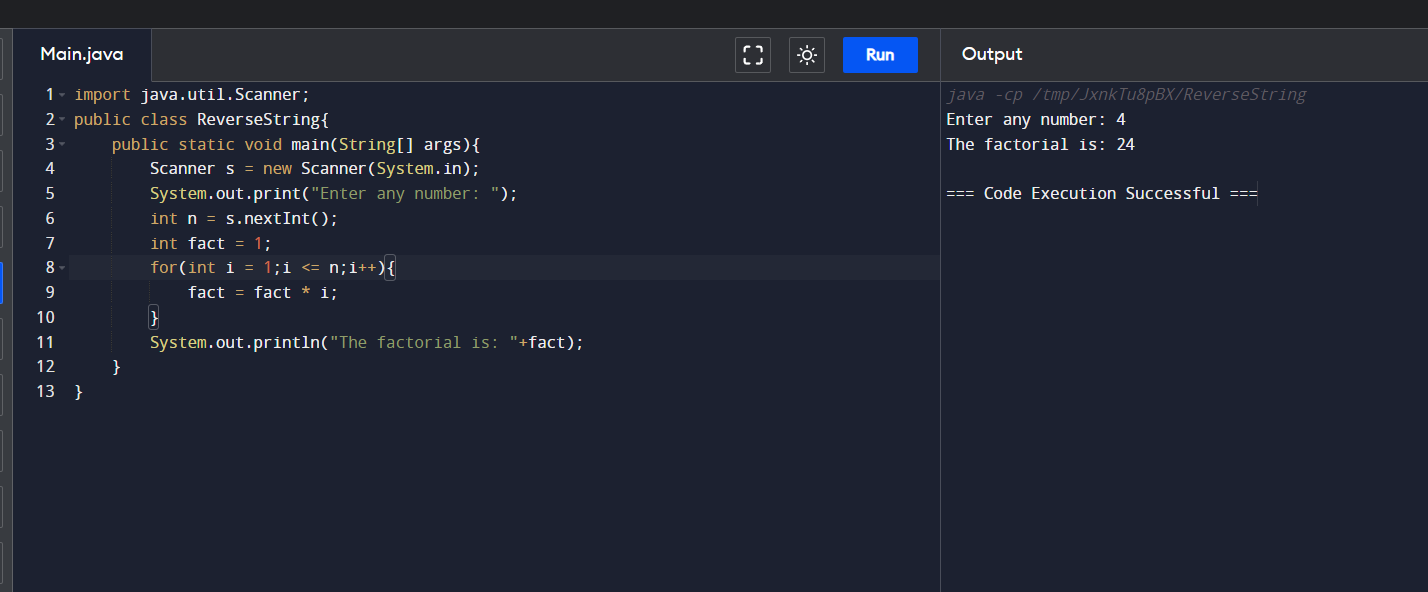 Main.java
Run
Output
1 import java.util.Scanner;
2 public class ReverseString{
3     public static void main(String[] args){
4         Scanner s = new Scanner(System.in);
5         System.out.print("Enter any number: ");
6         int n = s.nextInt();
7         int fact = 1;
8         for(int i = 1;i <= n;i++){
9             fact = fact * i;
10         }
11         System.out.println("The factorial is: "+fact);
12     }
13 }
java -cp /tmp/JxnkTu8pBX/ReverseString
Enter any number: 4
The factorial is: 24
=== Code Execution Successful ===